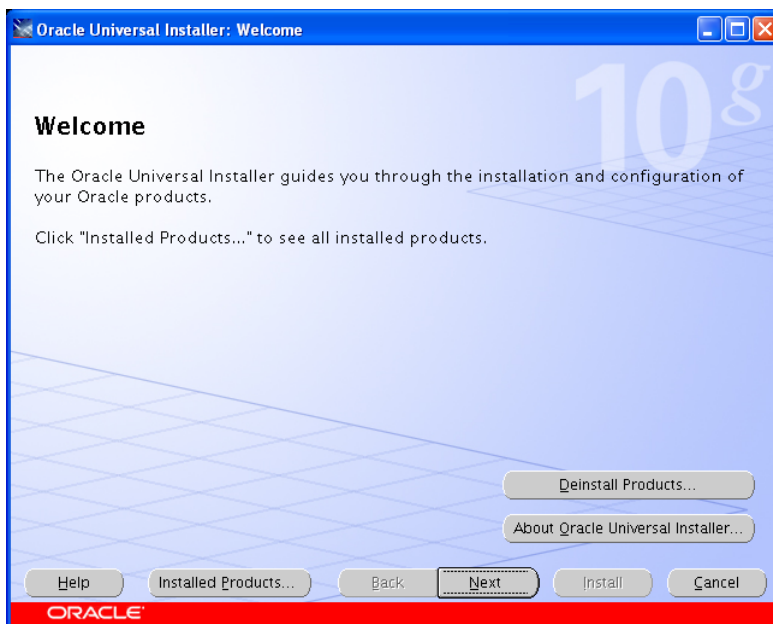 Oracle Universal Installer: Welcome
10g
Welcome
The Oracle Universal Installer guides you through the installation and configuration of
your Oracle products.
Click "Installed Products..." to see all installed products.
Deinstall Products...
About Oracle Universal Installer...
Help Installed Products... Back Next Install Cancel
ORACLE